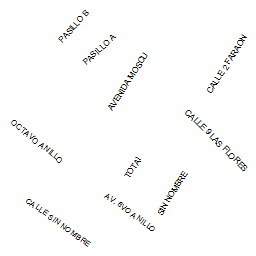 PASILLO B
PASILLO A
AVENIDA MOSCU
CALLE 2 FARAON
CALLE 9 LAS FLORES
OCTAVO ANILLO
TOTAI
SIN NOMBRE
AV. 6VO ANILLO
CALLE SIN NOMBRE